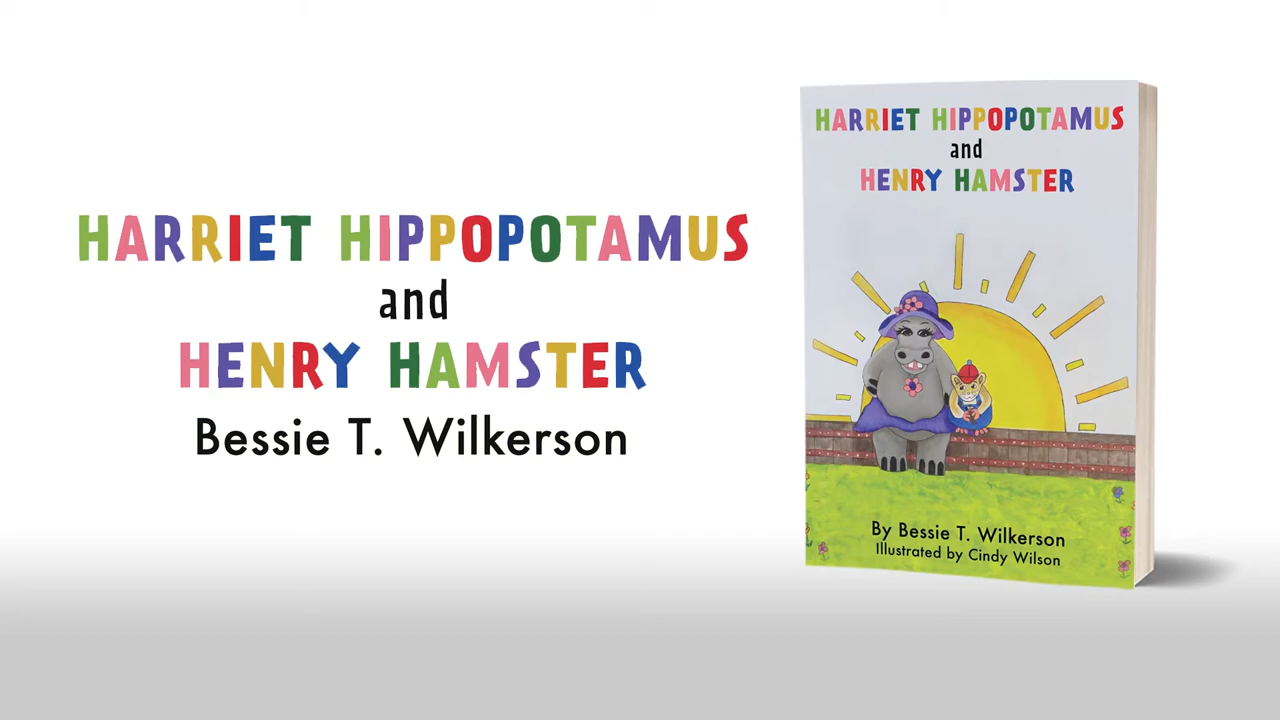 HARRIET HIPPOPOTAMUS
and
HENRY HAMSTER
Bessie T. Wilkerson
HARRIET HIPPOPOTAMUS
and
HENRY HAMSTER
By Bessie T. Wilkerson
Illustrated by Cindy Wilson